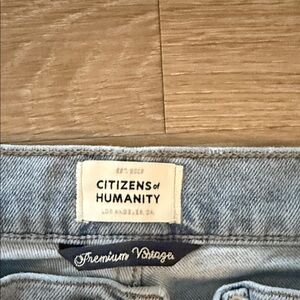 CITIZENS of
HUMANITY
LOS ANGELES, CA
Premium Vintage